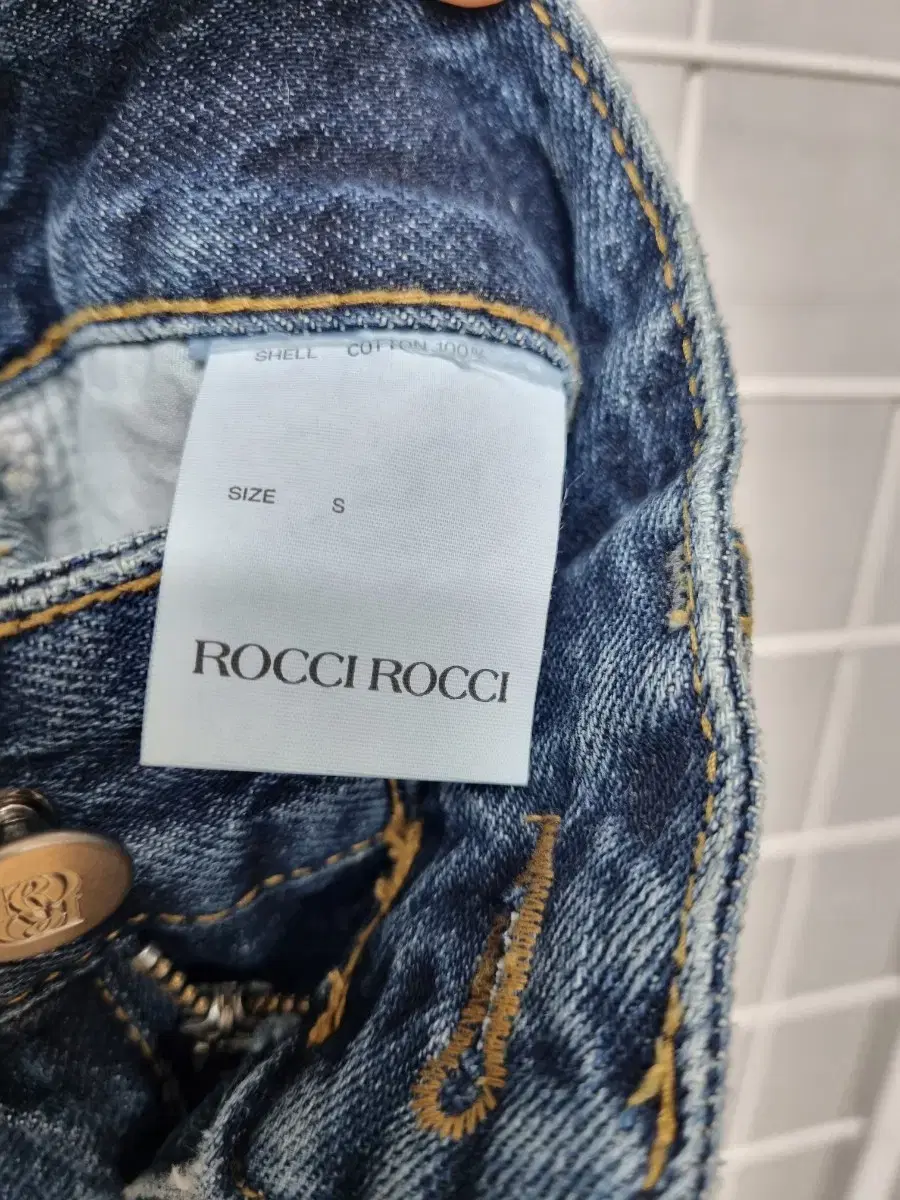 SHELL COTTON 100%
SIZE S
ROCCI ROCCI